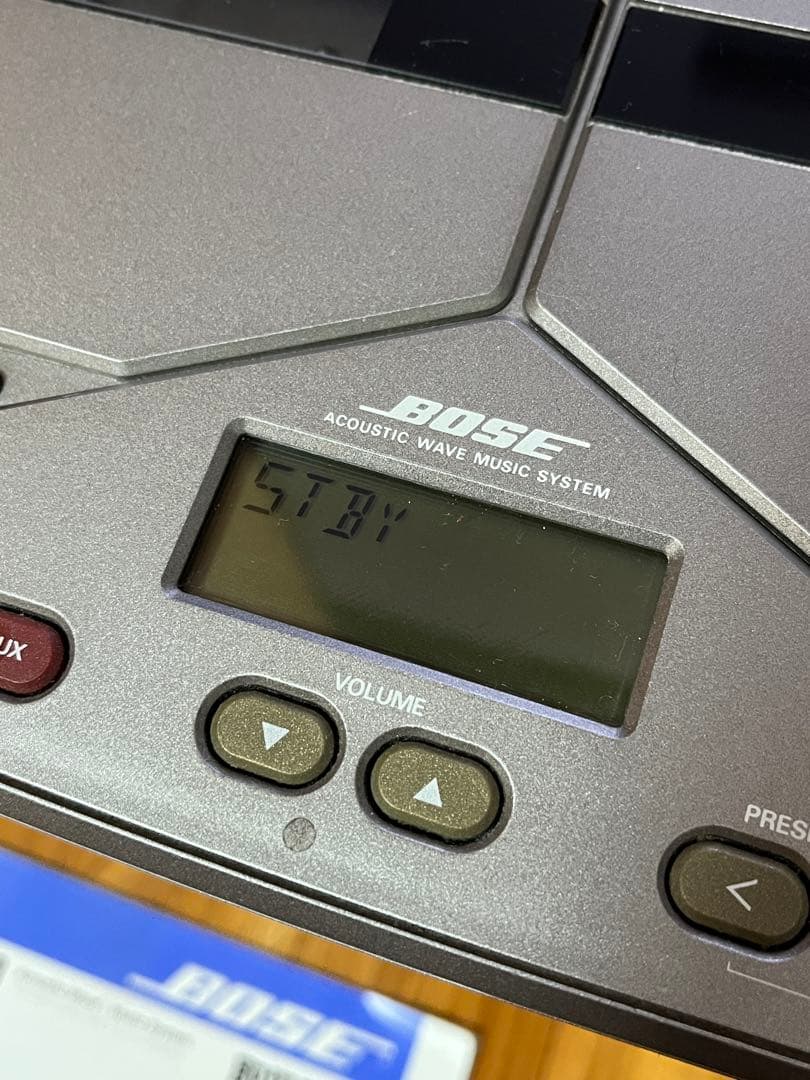 BOSE
ACOUSTIC WAVE MUSIC SYSTEM
STBY
UX
VOLUME
PRES
BOSE